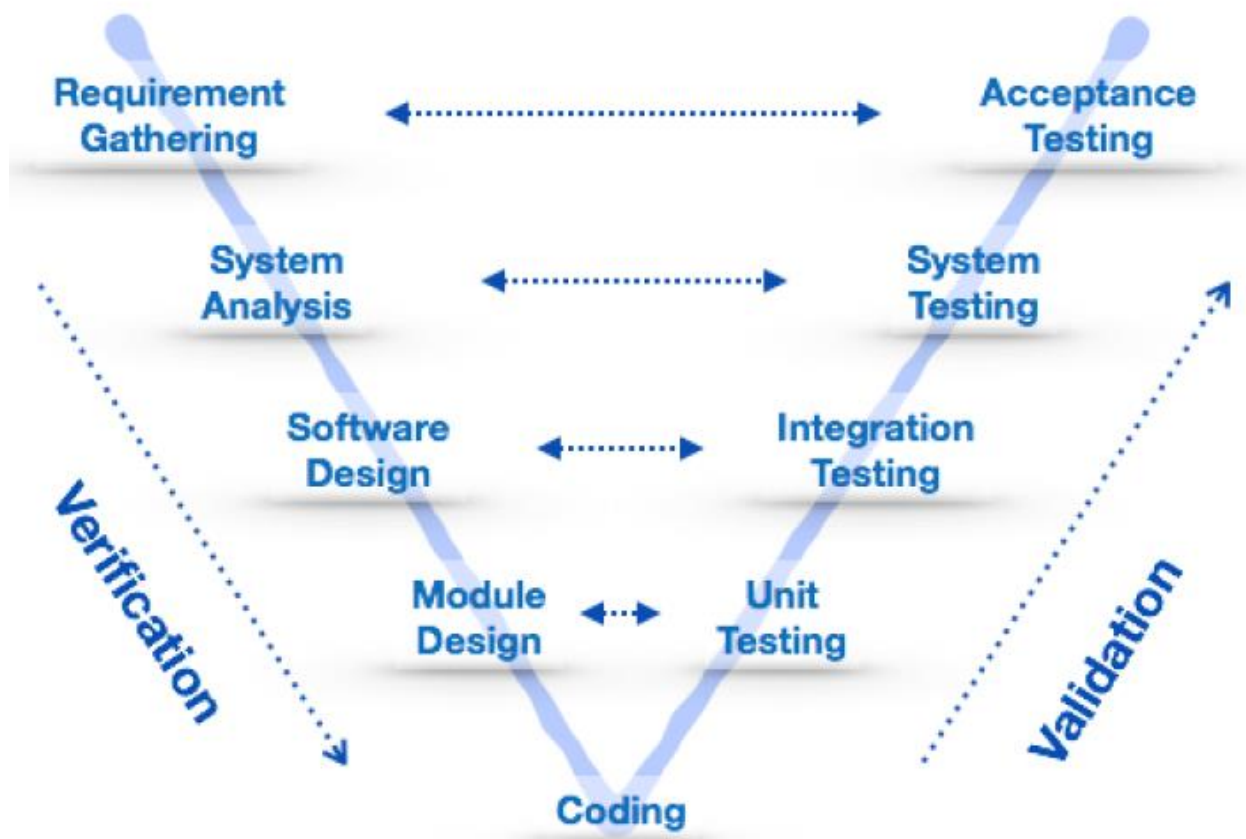 Requirement
Gathering
Acceptance
Testing
System
Analysis
System
Testing
Software
Design
Integration
Testing
Module
Design
Unit
Testing
Verification
Validation
Coding